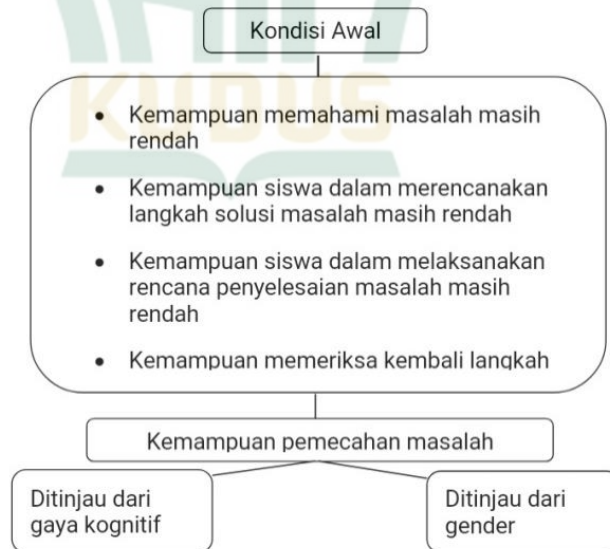 Kondisi Awal
KUDUS
• Kemampuan memahami masalah masih
rendah
• Kemampuan siswa dalam merencanakan
langkah solusi masalah masih rendah
• Kemampuan siswa dalam melaksanakan
rencana penyelesaian masalah masih
rendah
• Kemampuan memeriksa kembali langkah
Kemampuan pemecahan masalah
Ditinjau dari
gaya kognitif
Ditinjau dari
gender